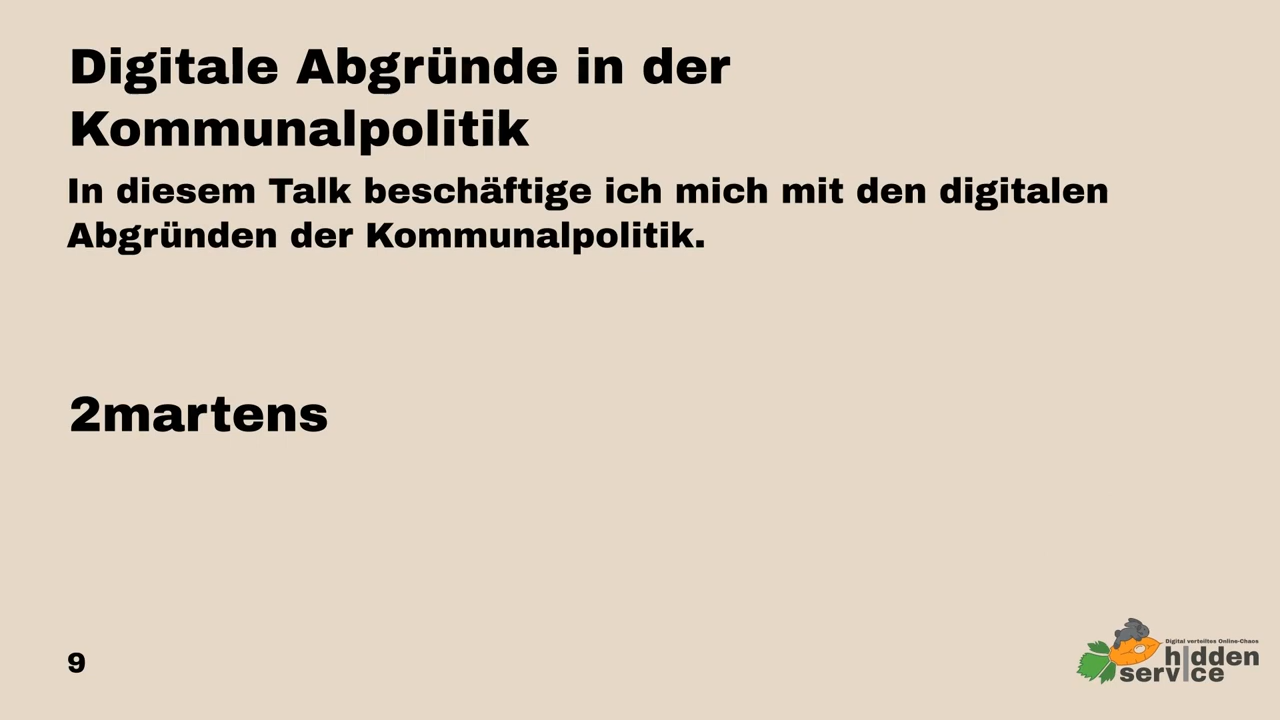 Digitale Abgründe in der
Kommunalpolitik
In diesem Talk beschäftige ich mich mit den digitalen
Abgründen der Kommunalpolitik.
2martens
9
Digital verteiltes Online-Chaos
hidden
service